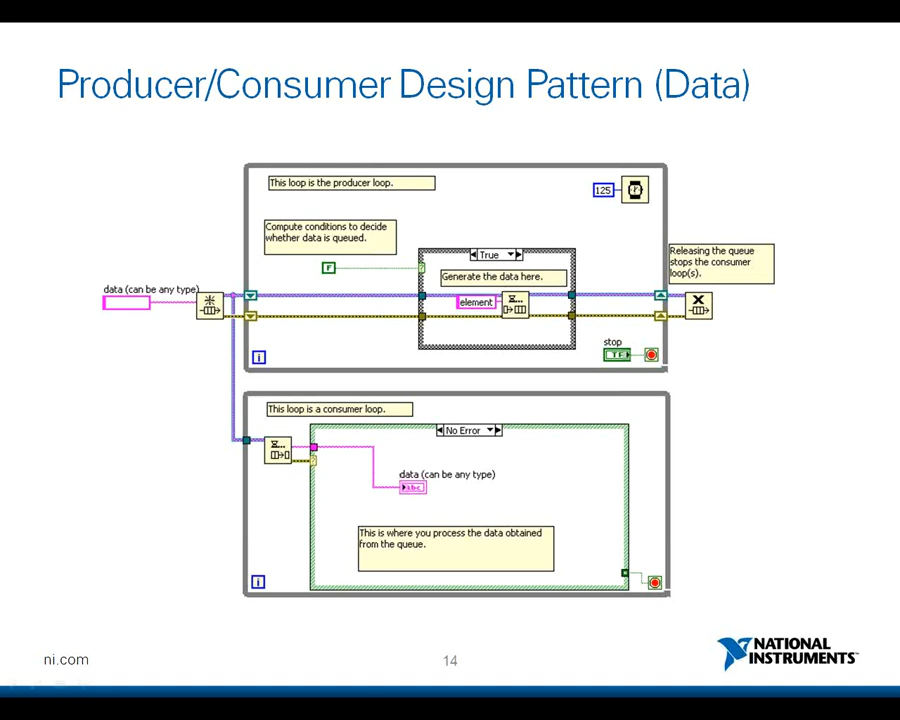 Producer/Consumer Design Pattern (Data)
This loop is the producer loop.
125
Compute conditions to decide
whether data is queued.
F
True
Generate the data here.
element
Releasing the queue
stops the consumer
loop(s).
data (can be any type)
stop
TF
i
This loop is a consumer loop.
No Error
data (can be any type)
abc
This is where you process the data obtained
from the queue.
i
ni.com
14
NATIONAL
INSTRUMENTS™